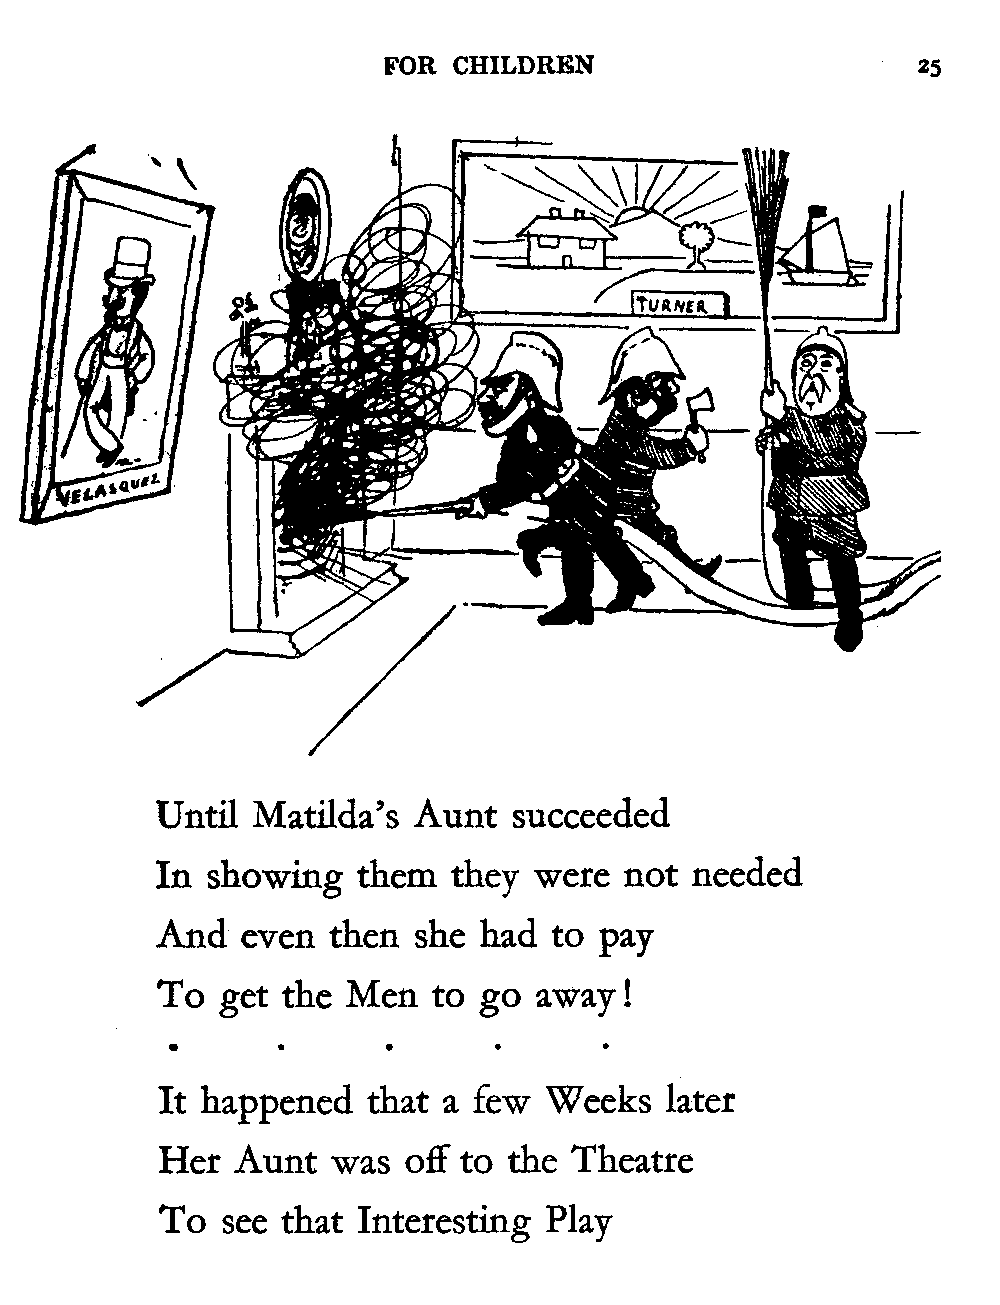 FOR CHILDREN 25
VELASQUEZ
TURNER
Until Matilda's Aunt succeeded
In showing them they were not needed
And even then she had to pay
To get the Men to go away!
. . . . .
It happened that a few Weeks later
Her Aunt was off to the Theatre
To see that Interesting Play